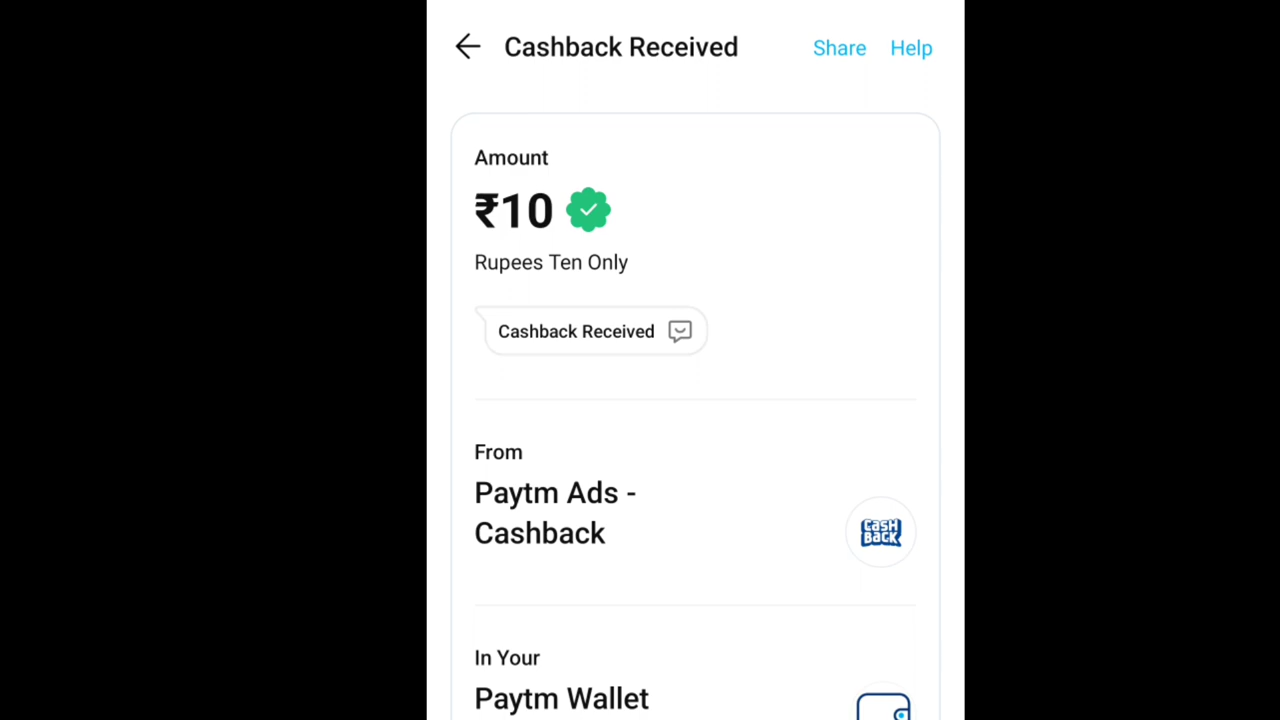 Cashback Received
Share
Help
Amount
₹10
Rupees Ten Only
Cashback Received
From
Paytm Ads -
Cashback
CASH
BACK
In Your
Paytm Wallet